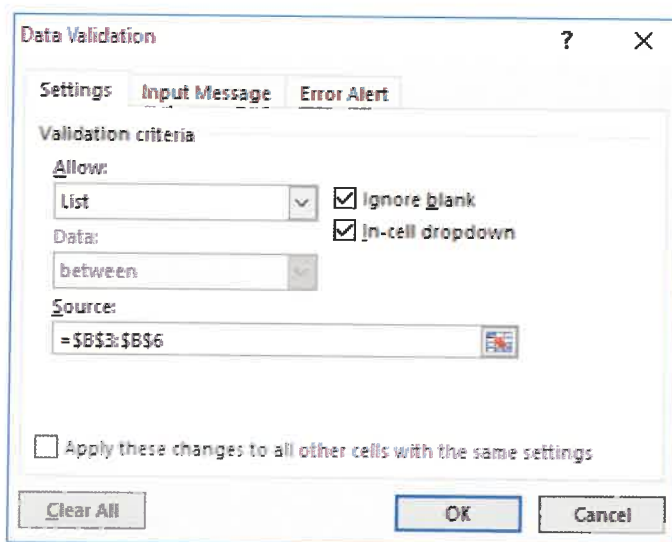 Data Validation ? ×
Settings Input Message Error Alert
Validation criteria
Allow:
List Ignore blank
Data: In-cell dropdown
between
Source:
=$B$3:$B$6
Apply these changes to all other cells with the same settings
Clear All OK Cancel